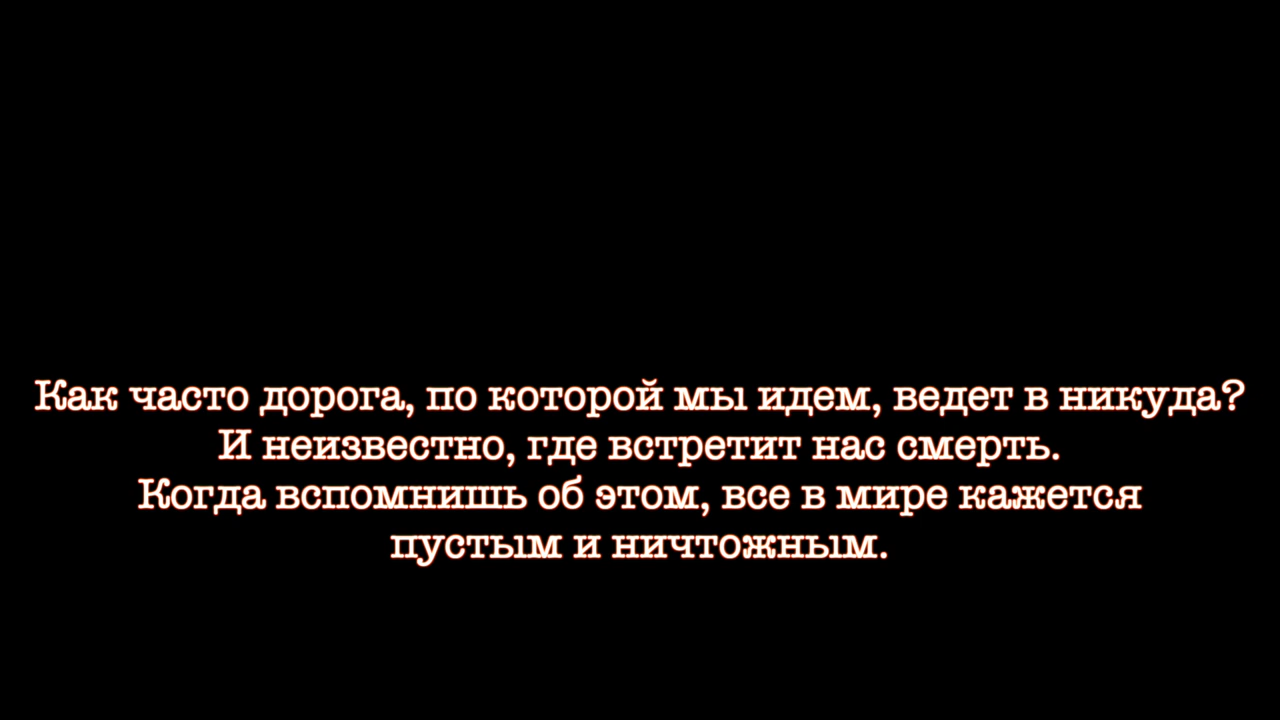 Как часто дорога, по которой мы идем, ведет в никуда?
И неизвестно, где встретит нас смерть.
Когда вспомнишь об этом, все в мире кажется
пустым и ничтожным.